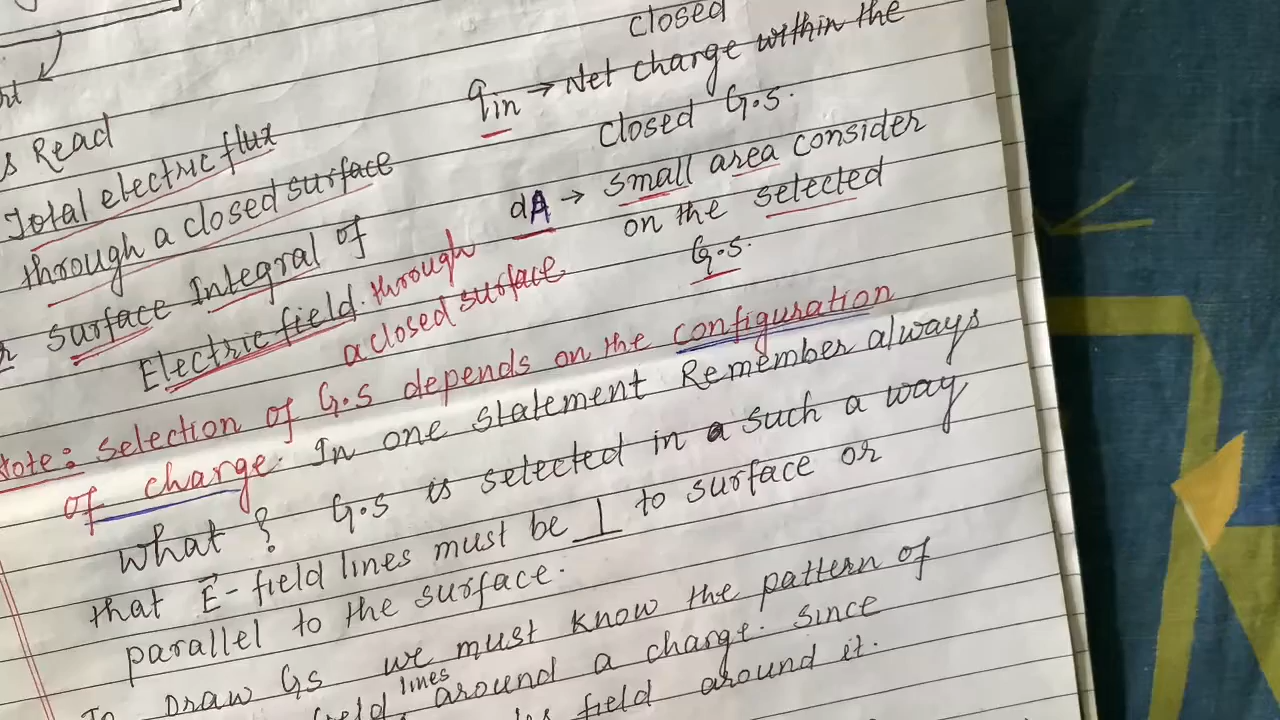 closed
q in → Net charge within the
closed G.S.
dA → small area consider
on the selected
G.S.
s Read
Total electric flux
through a closed surface
surface Integral of
Electric field. through
a closed surface
Note: selection of G.S depends on the configuration
of charge. In one statement Remember always
what? G.S is selected in a such a way
that E⃗-field lines must be ⊥ to surface or
parallel to the surface.
To Draw GS we must know the pattern of
field lines around a charge. since
field around it.